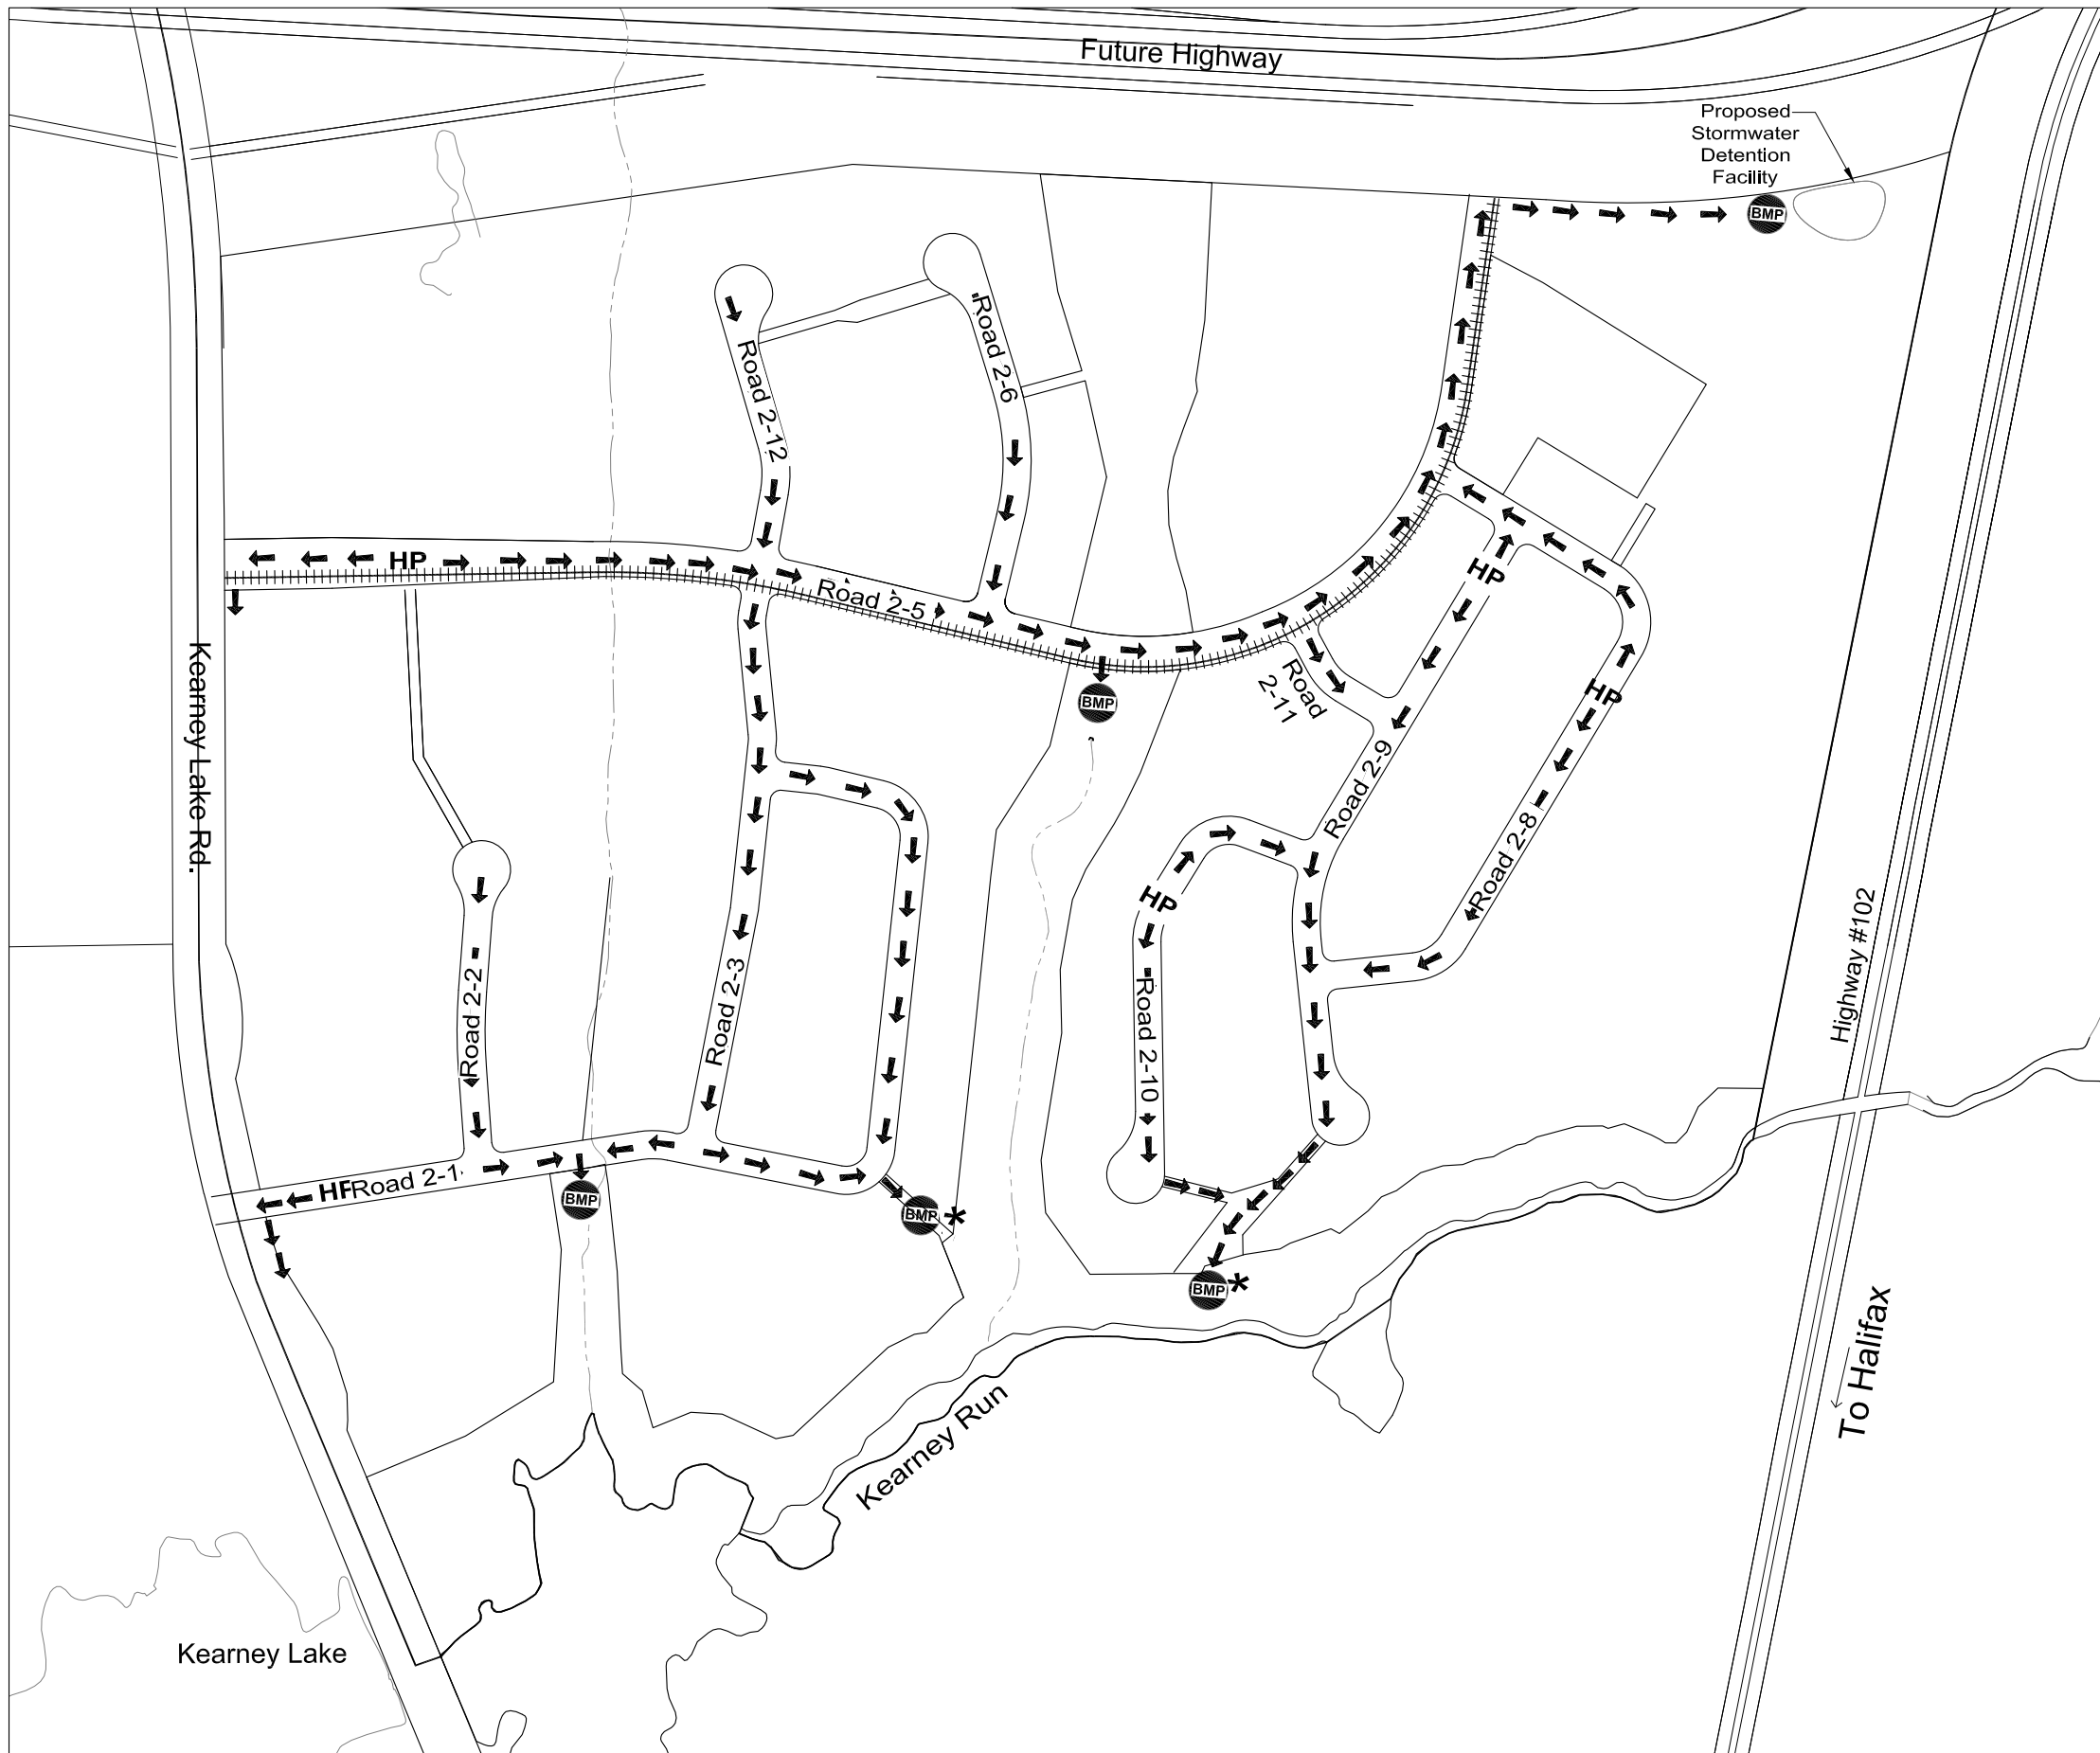 Future Highway
Proposed
Stormwater
Detention
Facility
BMP
Road 2-6
Road 2-12
HP
HP
Road 2-5
Kearney Lake Rd.
Road
2-11
HP
BMP
Road 2-9
Road 2-8
HP
Highway #102
Road 2-2
Road 2-3
Road 2-10
HP Road 2-1
BMP
BMP *
BMP *
To Halifax
Kearney Run
Kearney Lake